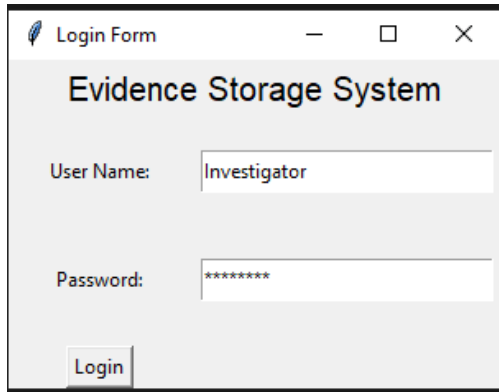 Login Form
Evidence Storage System
User Name: Investigator
Password: ********
Login